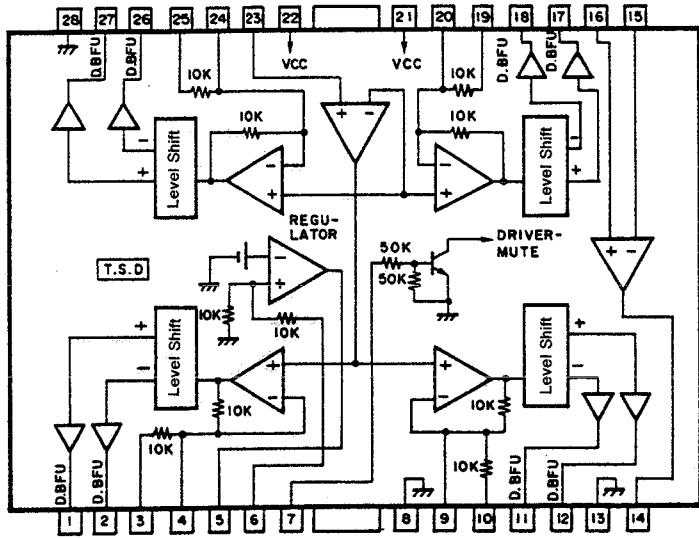 28 27 26 25 24 23 22 21 20 19 18 17 16 15
D.BFU
D.BFU
VCC
VCC
D.BFU
D.BFU
10K
10K
+ -
10K
10K
Level Shift
- +
- +
- +
Level Shift
- +
REGU-
LATOR
DRIVER-
MUTE
50K
50K
T.S.D
- +
10K
10K
+ -
Level Shift
+ -
+ -
+ -
Level Shift
+ -
10K
10K
10K
10K
D.BFU
D.BFU
D.BFU
D.BFU
1 2 3 4 5 6 7 8 9 10 11 12 13 14